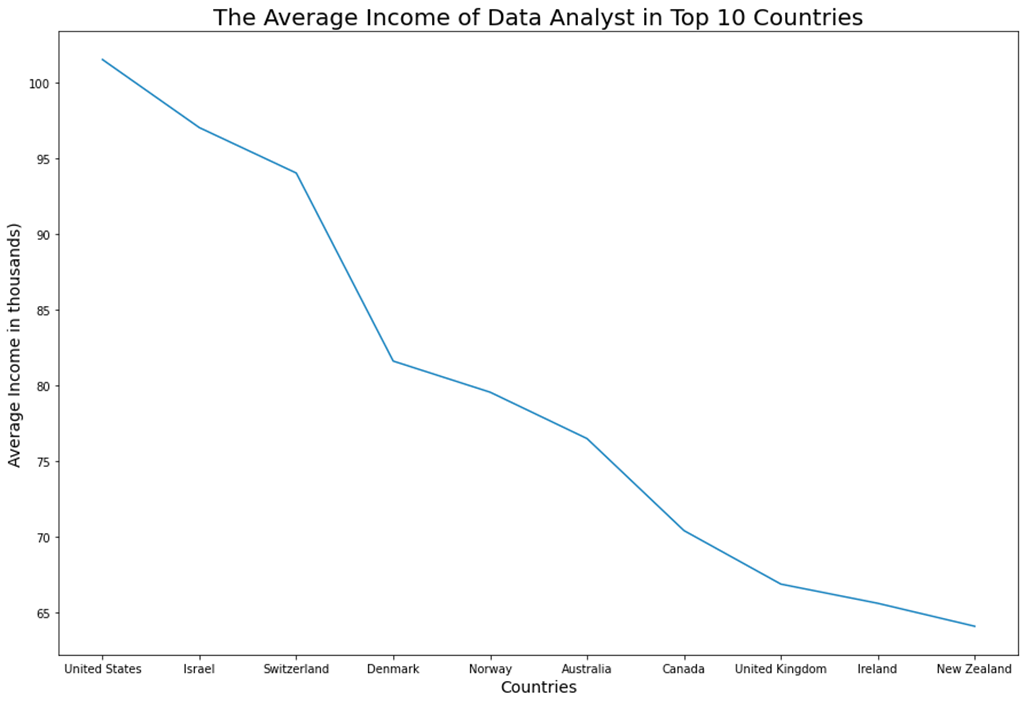 The Average Income of Data Analyst in Top 10 Countries
Average Income in thousands)
100
95
90
85
80
75
70
65
United States Israel Switzerland Denmark Norway Australia Canada United Kingdom Ireland New Zealand
Countries